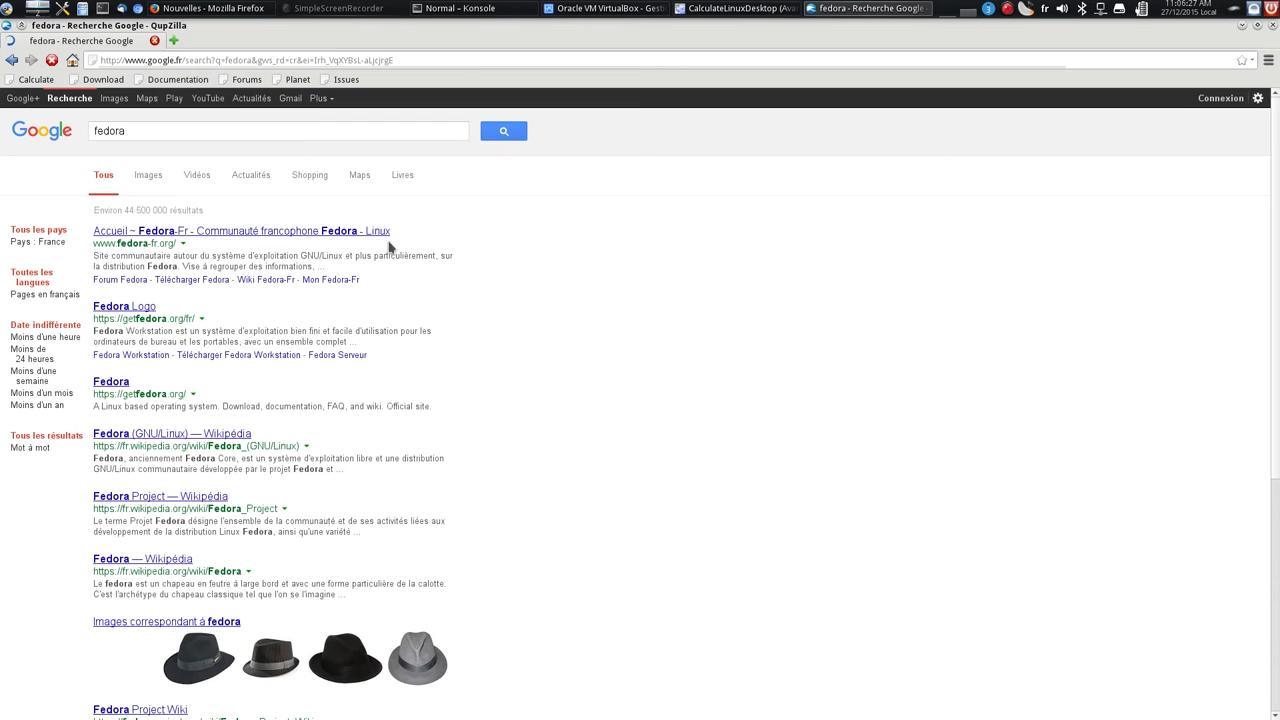 Nouvelles - Mozilla Firefox
SimpleScreenRecorder
Normal – Konsole
Oracle VM VirtualBox - Gesti
CalculateLinuxDesktop (Ava
fedora - Recherche Google -
fr
11:06:27 AM
27/12/2015 Local
fedora - Recherche Google - QupZilla
fedora - Recherche Google
http://www.google.fr/search?q=fedora&gws_rd=cr&ei=Irh_VqXYBsL-aLjcjrgE
Calculate
Download
Documentation
Forums
Planet
Issues
Google+ Recherche Images Maps Play YouTube Actualités Gmail Plus
Connexion
Google
fedora
Tous Images Vidéos Actualités Shopping Maps Livres
Environ 44 500 000 résultats
Tous les pays
Pays : France
Toutes les
langues
Pages en français
Date indifférente
Moins d'une heure
Moins de
24 heures
Moins d'une
semaine
Moins d'un mois
Moins d'un an
Tous les résultats
Mot à mot
Accueil ~ Fedora-Fr - Communauté francophone Fedora - Linux
www.fedora-fr.org/
Site communautaire autour du système d'exploitation GNU/Linux et plus particulièrement, sur
la distribution Fedora. Vise à regrouper des informations, ...
Forum Fedora - Télécharger Fedora - Wiki Fedora-Fr - Mon Fedora-Fr
Fedora Logo
https://getfedora.org/fr/
Fedora Workstation est un système d'exploitation bien fini et facile d'utilisation pour les
ordinateurs de bureau et les portables, avec un ensemble complet ...
Fedora Workstation - Télécharger Fedora Workstation - Fedora Serveur
Fedora
https://getfedora.org/
A Linux based operating system. Download, documentation, FAQ, and wiki. Official site.
Fedora (GNU/Linux) — Wikipédia
https://fr.wikipedia.org/wiki/Fedora_(GNU/Linux)
Fedora, anciennement Fedora Core, est un système d'exploitation libre et une distribution
GNU/Linux communautaire développée par le projet Fedora et ...
Fedora Project — Wikipédia
https://fr.wikipedia.org/wiki/Fedora_Project
Le terme Projet Fedora désigne l'ensemble de la communauté et de ses activités liées aux
développement de la distribution Linux Fedora, ainsi qu'une variété ...
Fedora — Wikipédia
https://fr.wikipedia.org/wiki/Fedora
Le fedora est un chapeau en feutre à large bord et avec une forme particulière de la calotte.
C'est l'archétype du chapeau classique tel que l'on se l'imagine ...
Images correspondant à fedora
Fedora Project Wiki